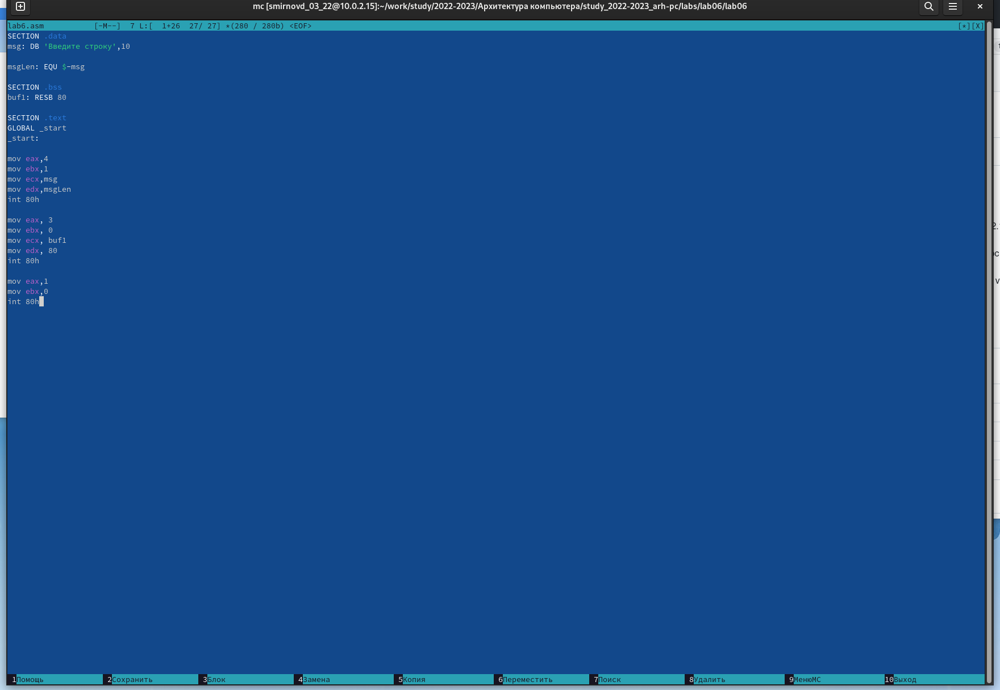 mc [smirnovd_03_22@10.0.2.15]:~/work/study/2022-2023/Архитектура компьютера/study_2022-2023_arh-pc/labs/lab06/lab06
lab6.asm [-M--] 7 L:[ 1+26 27/ 27] *(280 / 280b) <EOF> [*][X]
SECTION .data
msg: DB 'Введите строку',10
msgLen: EQU $-msg
SECTION .bss
buf1: RESB 80
SECTION .text
GLOBAL _start
_start:
mov eax,4
mov ebx,1
mov ecx,msg
mov edx,msgLen
int 80h
mov eax, 3
mov ebx, 0
mov ecx, buf1
mov edx, 80
int 80h
mov eax,1
mov ebx,0
int 80h
1Помощь 2Сохранить 3Блок 4Замена 5Копия 6Переместить 7Поиск 8Удалить 9МенюMC 10Выход